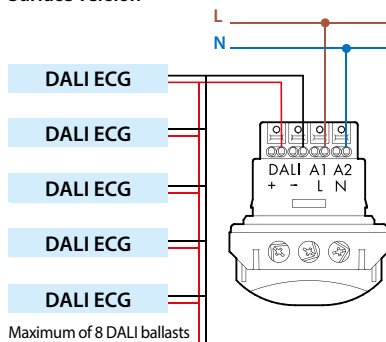 Surface version
L
N
DALI ECG
DALI ECG
DALI ECG
DALI ECG
DALI ECG
DALI A1 A2
+ – L N
Maximum of 8 DALI ballasts